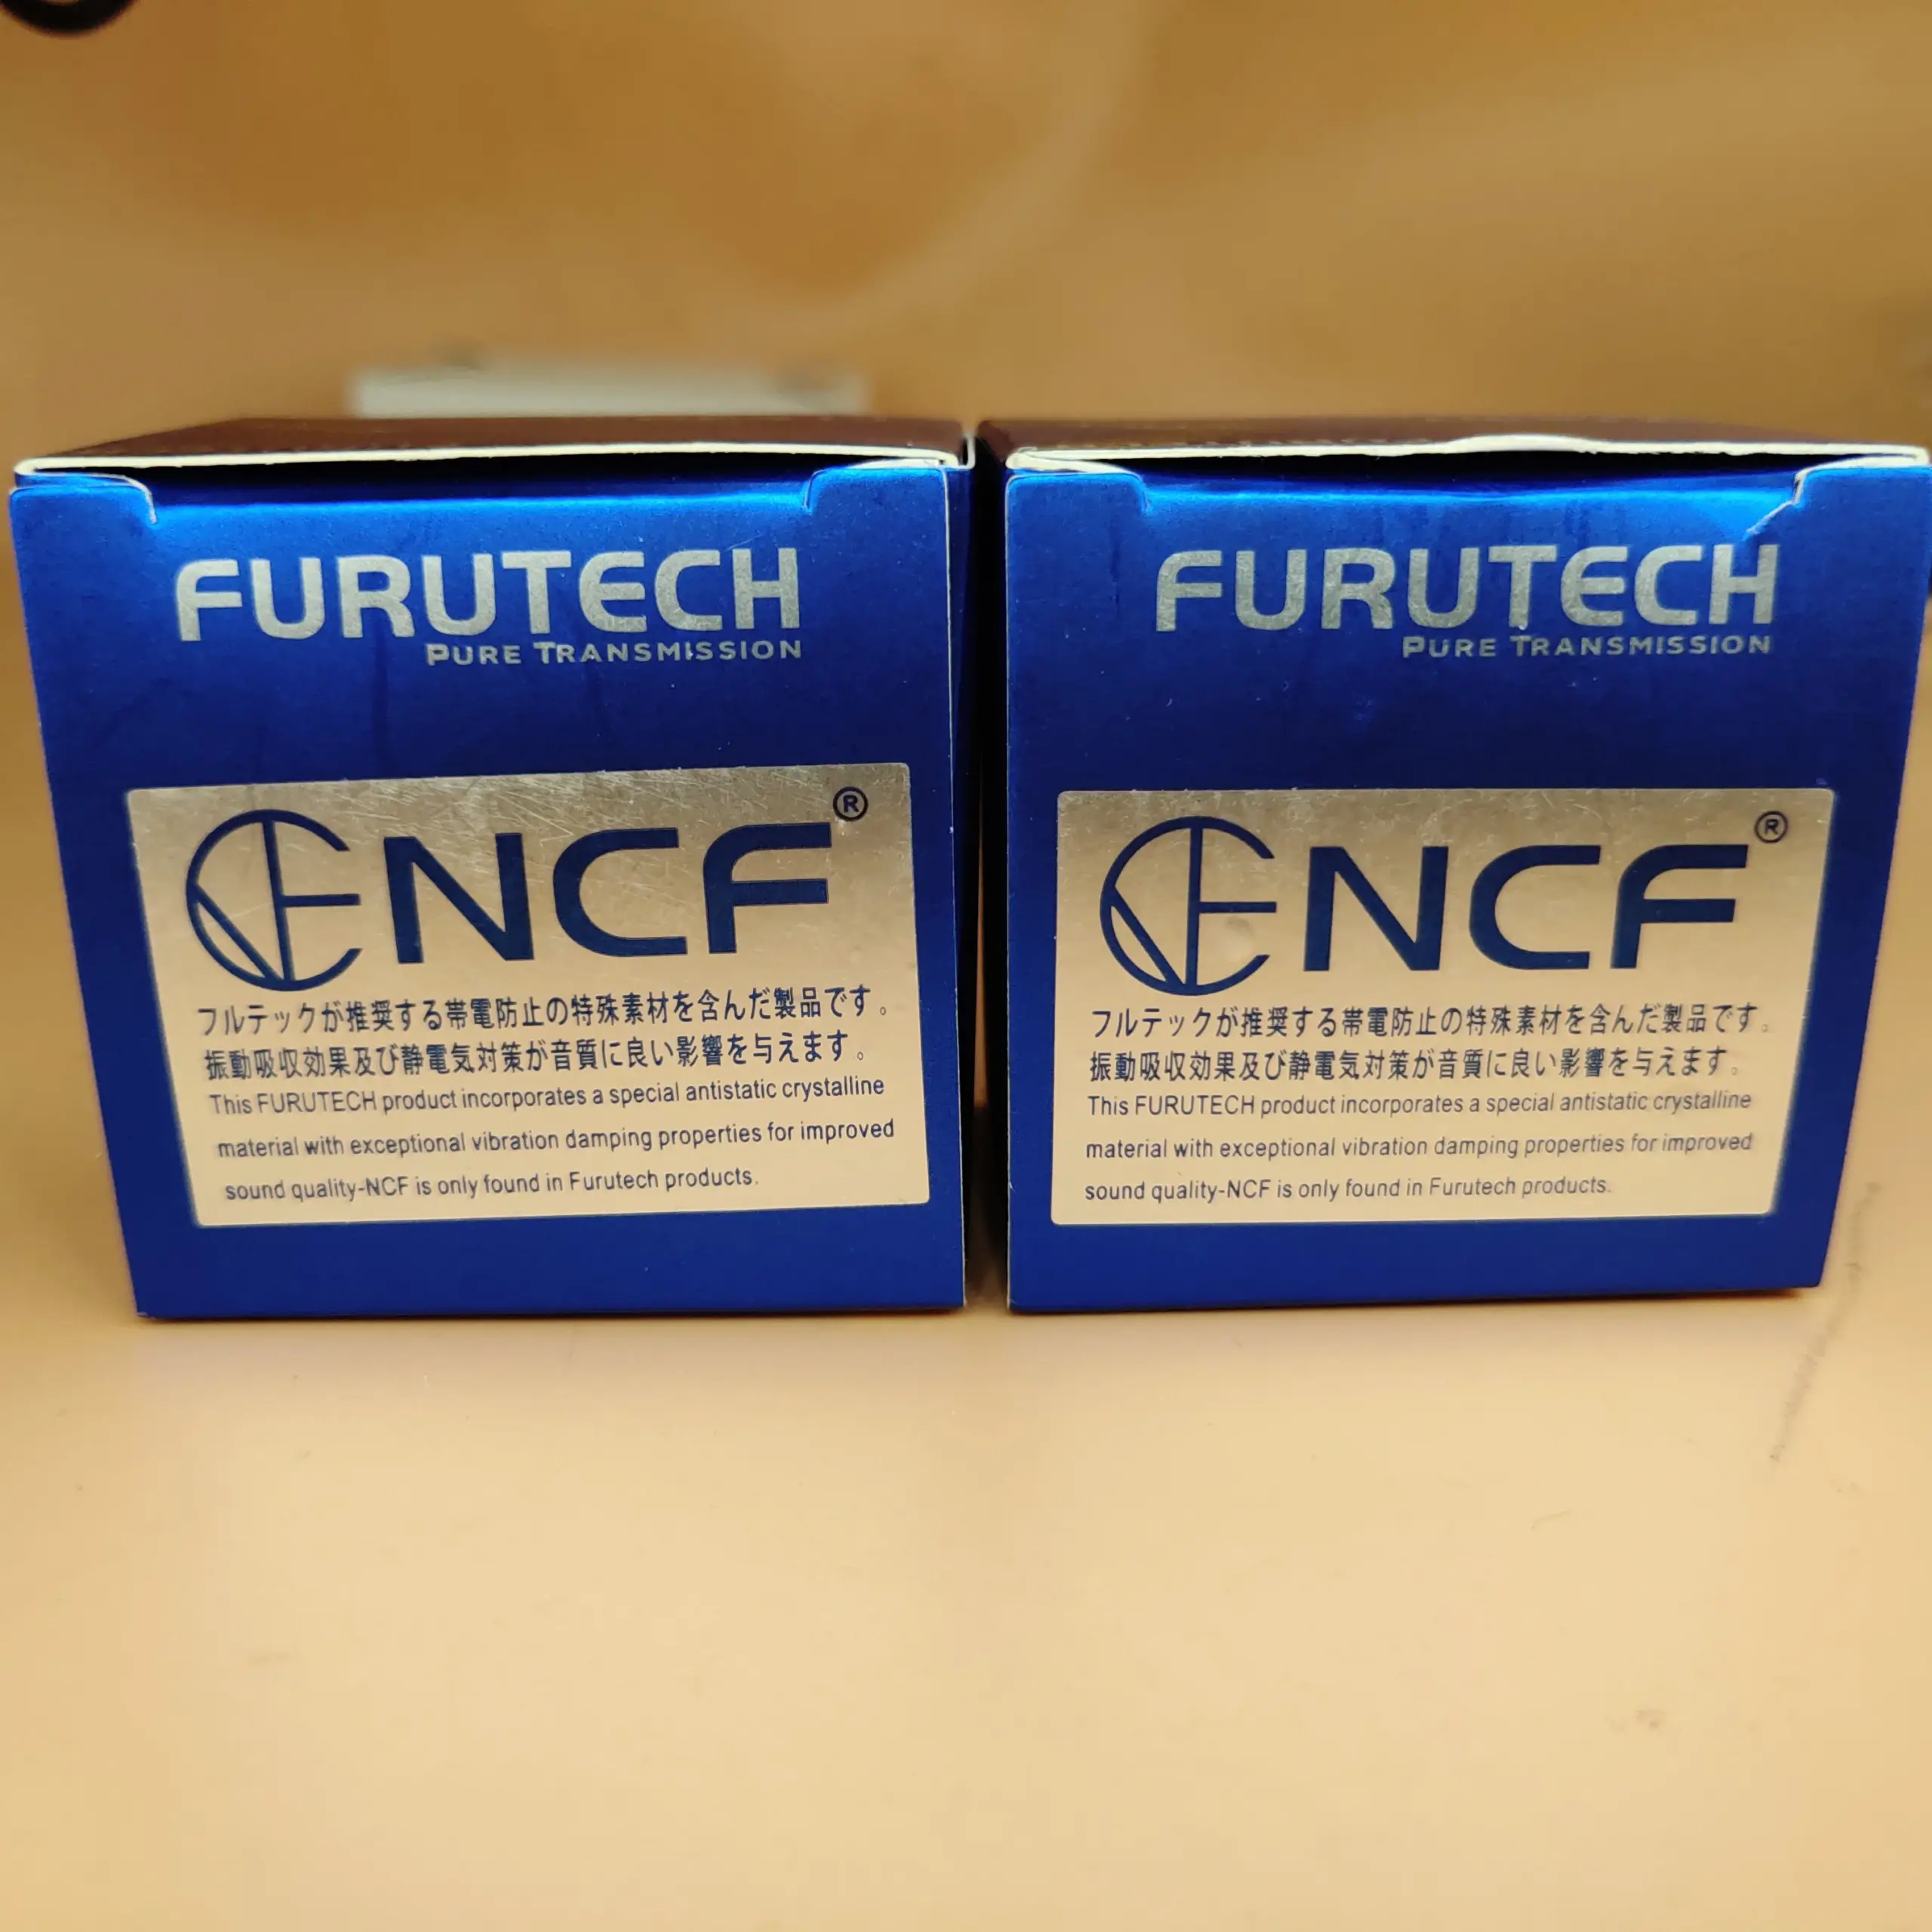 FURUTECH
PURE TRANSMISSION
NCF®
フルテックが推奨する帯電防止の特殊素材を含んだ製品です。
振動吸収効果及び静電気対策が音質に良い影響を与えます。
This FURUTECH product incorporates a special antistatic crystalline
material with exceptional vibration damping properties for improved
sound quality-NCF is only found in Furutech products.
FURUTECH
PURE TRANSMISSION
NCF®
フルテックが推奨する帯電防止の特殊素材を含んだ製品です。
振動吸収効果及び静電気対策が音質に良い影響を与えます。
This FURUTECH product incorporates a special antistatic crystalline
material with exceptional vibration damping properties for improved
sound quality-NCF is only found in Furutech products.